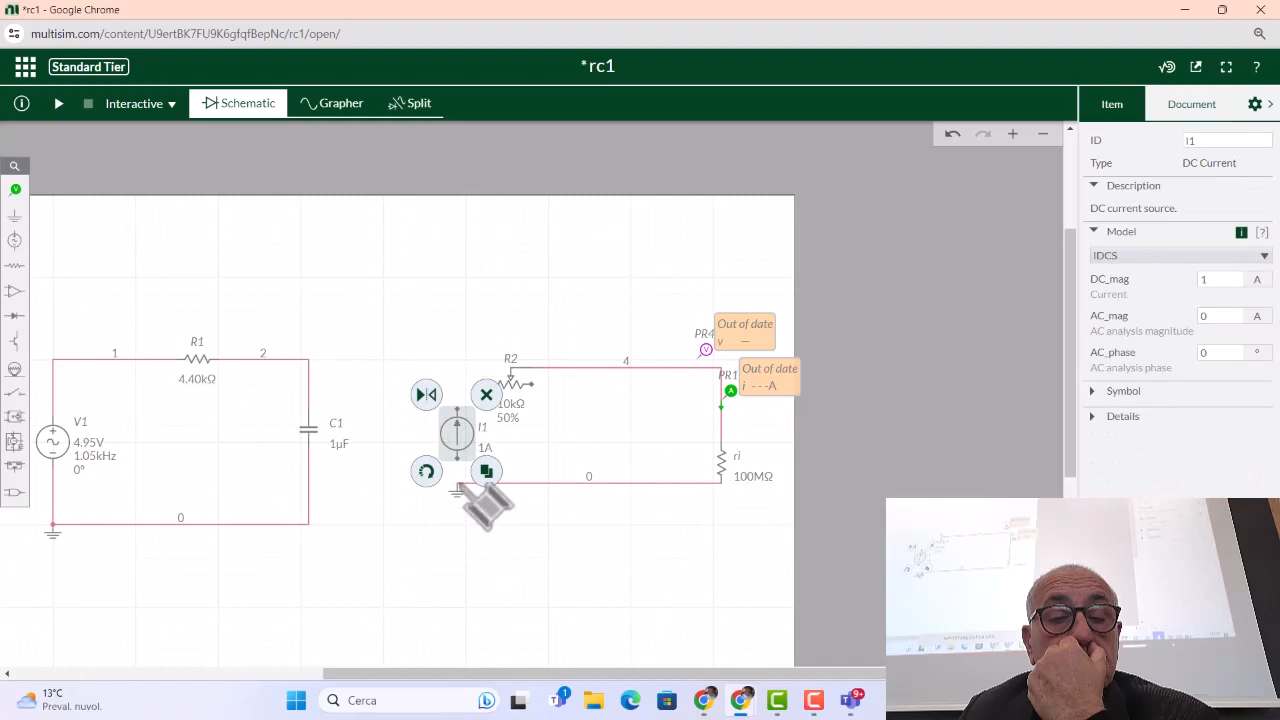 *rc1 - Google Chrome
multisim.com/content/U9ertBK7FU9K6gfqfBepNc/rc1/open/
Standard Tier
*rc1
?
Interactive
Schematic
Grapher
Split
Item
Document
ID
I1
Type
DC Current
Description
DC current source.
Model
i
[?]
IDCS
DC_mag
1
A
Current
AC_mag
0
A
AC analysis magnitude
AC_phase
0
°
AC analysis phase
Symbol
Details
V
1
R1
4.40kΩ
2
V1
4.95V
1.05kHz
0°
C1
1µF
0
R2
10kΩ
50%
I1
1A
4
0
PR4
V
Out of date
v —
PR1
A
Out of date
i ---A
ri
100MΩ
13°C
Preval. nuvol.
Cerca
1
9+